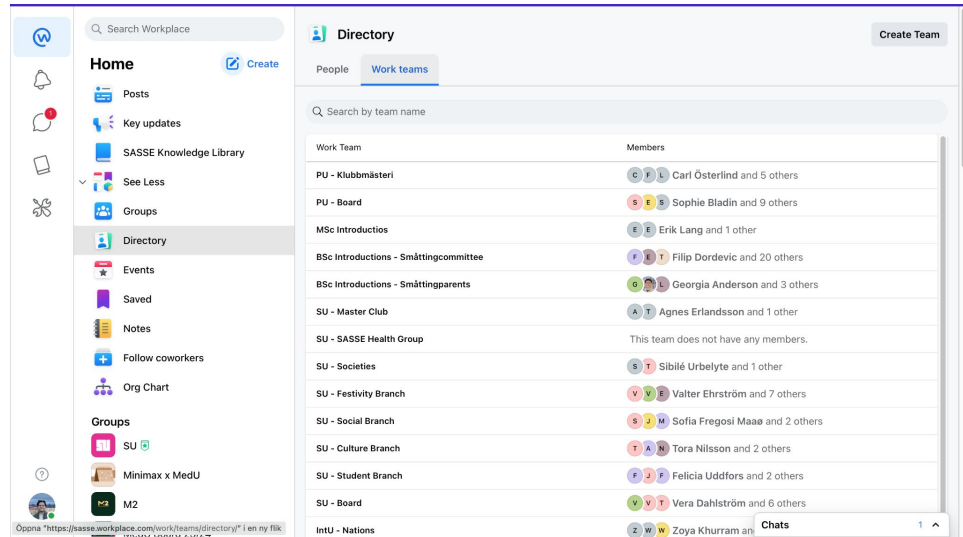 Search Workplace
Home
Create
Posts
Key updates
1
SASSE Knowledge Library
See Less
Groups
Directory
Events
Saved
Notes
Follow coworkers
Org Chart
Groups
SU
Minimax x MedU
M2
M2
Öppna "https://sasse.workplace.com/work/teams/directory/" i en ny flik
Directory
Create Team
People
Work teams
Search by team name
Work Team Members
PU - Klubbmästeri C F L Carl Österlind and 5 others
PU - Board S E S Sophie Bladin and 9 others
MSc Introductios E E Erik Lang and 1 other
BSc Introductions - Småttingcommittee F E T Filip Dordevic and 20 others
BSc Introductions - Småttingparents G L Georgia Anderson and 3 others
SU - Master Club A T Agnes Erlandsson and 1 other
SU - SASSE Health Group This team does not have any members.
SU - Societies S T Sibilé Urbelyte and 1 other
SU - Festivity Branch V V E Valter Ehrström and 7 others
SU - Social Branch S J M Sofia Fregosi Maaø and 2 others
SU - Culture Branch T A N Tora Nilsson and 2 others
SU - Student Branch F J F Felicia Uddfors and 2 others
SU - Board V V T Vera Dahlström and 6 others
IntU - Nations Z W W Zoya Khurram
Chats 1